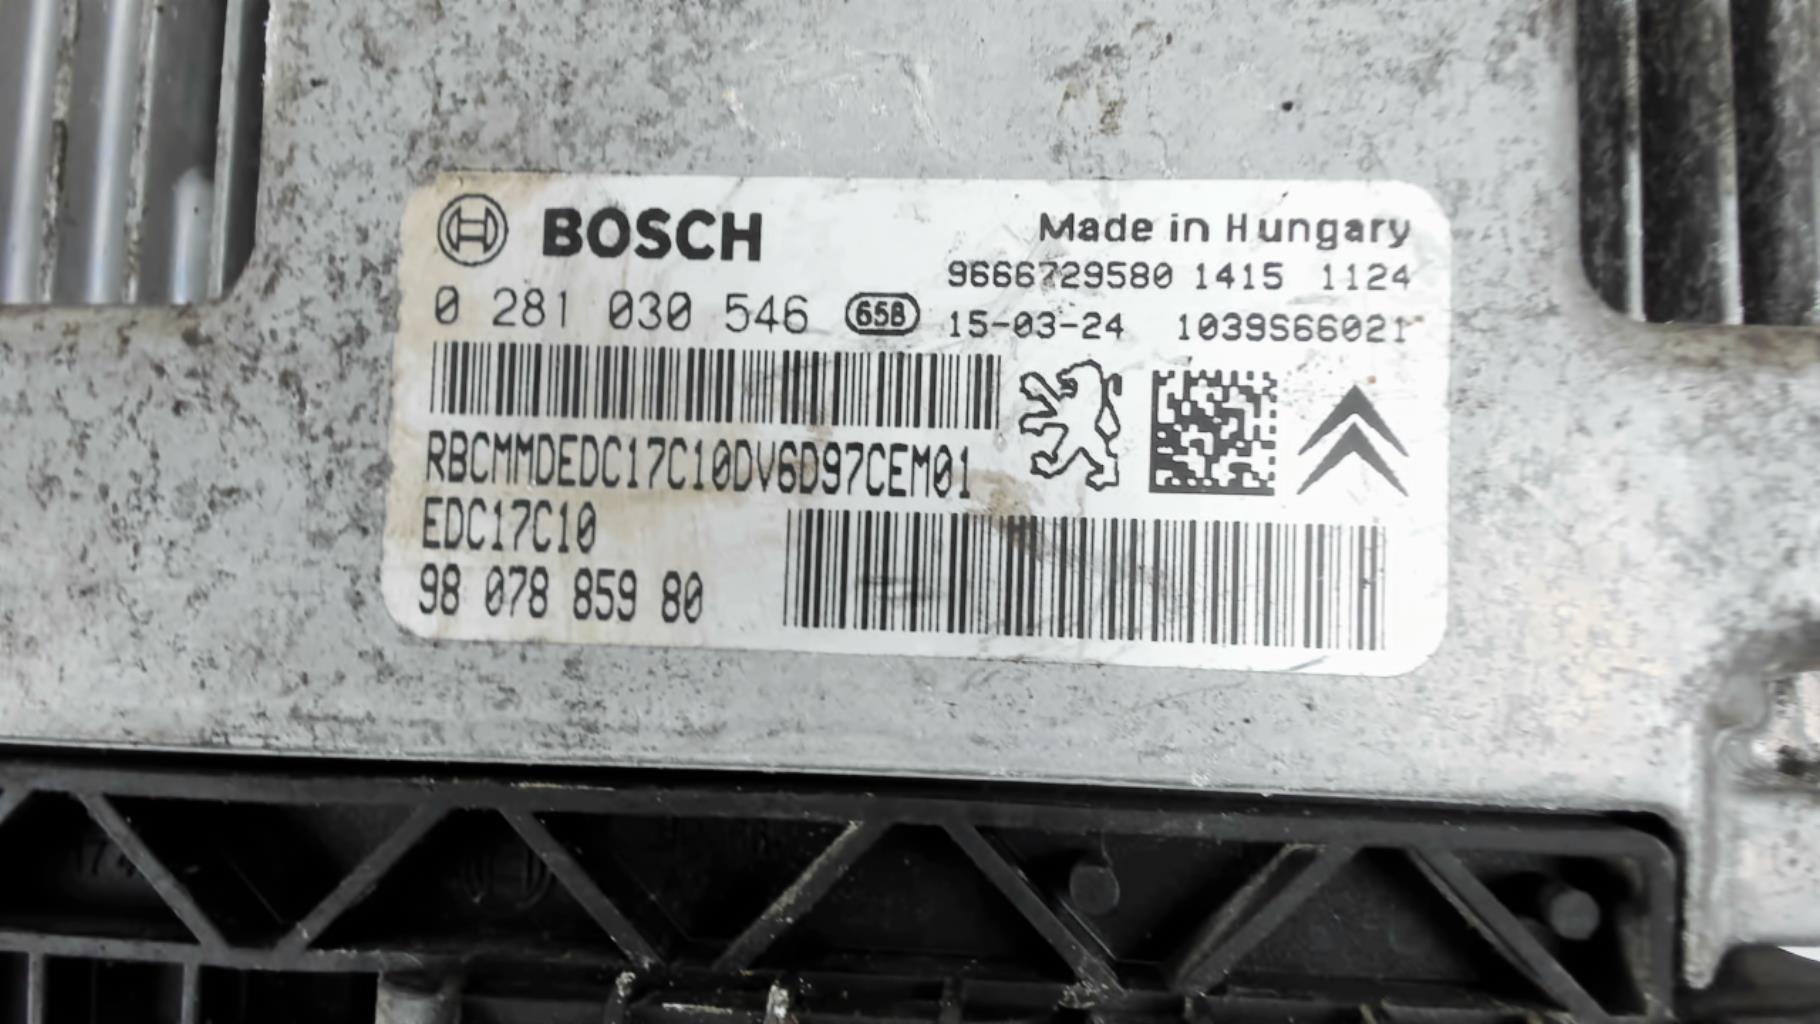 BOSCH
Made in Hungary
9666729580 1415 1124
0 281 030 546 658 15-03-24 1039S66021
RBCMMDEDC17C10DV6D97CEM01
EDC17C10
98 078 859 80